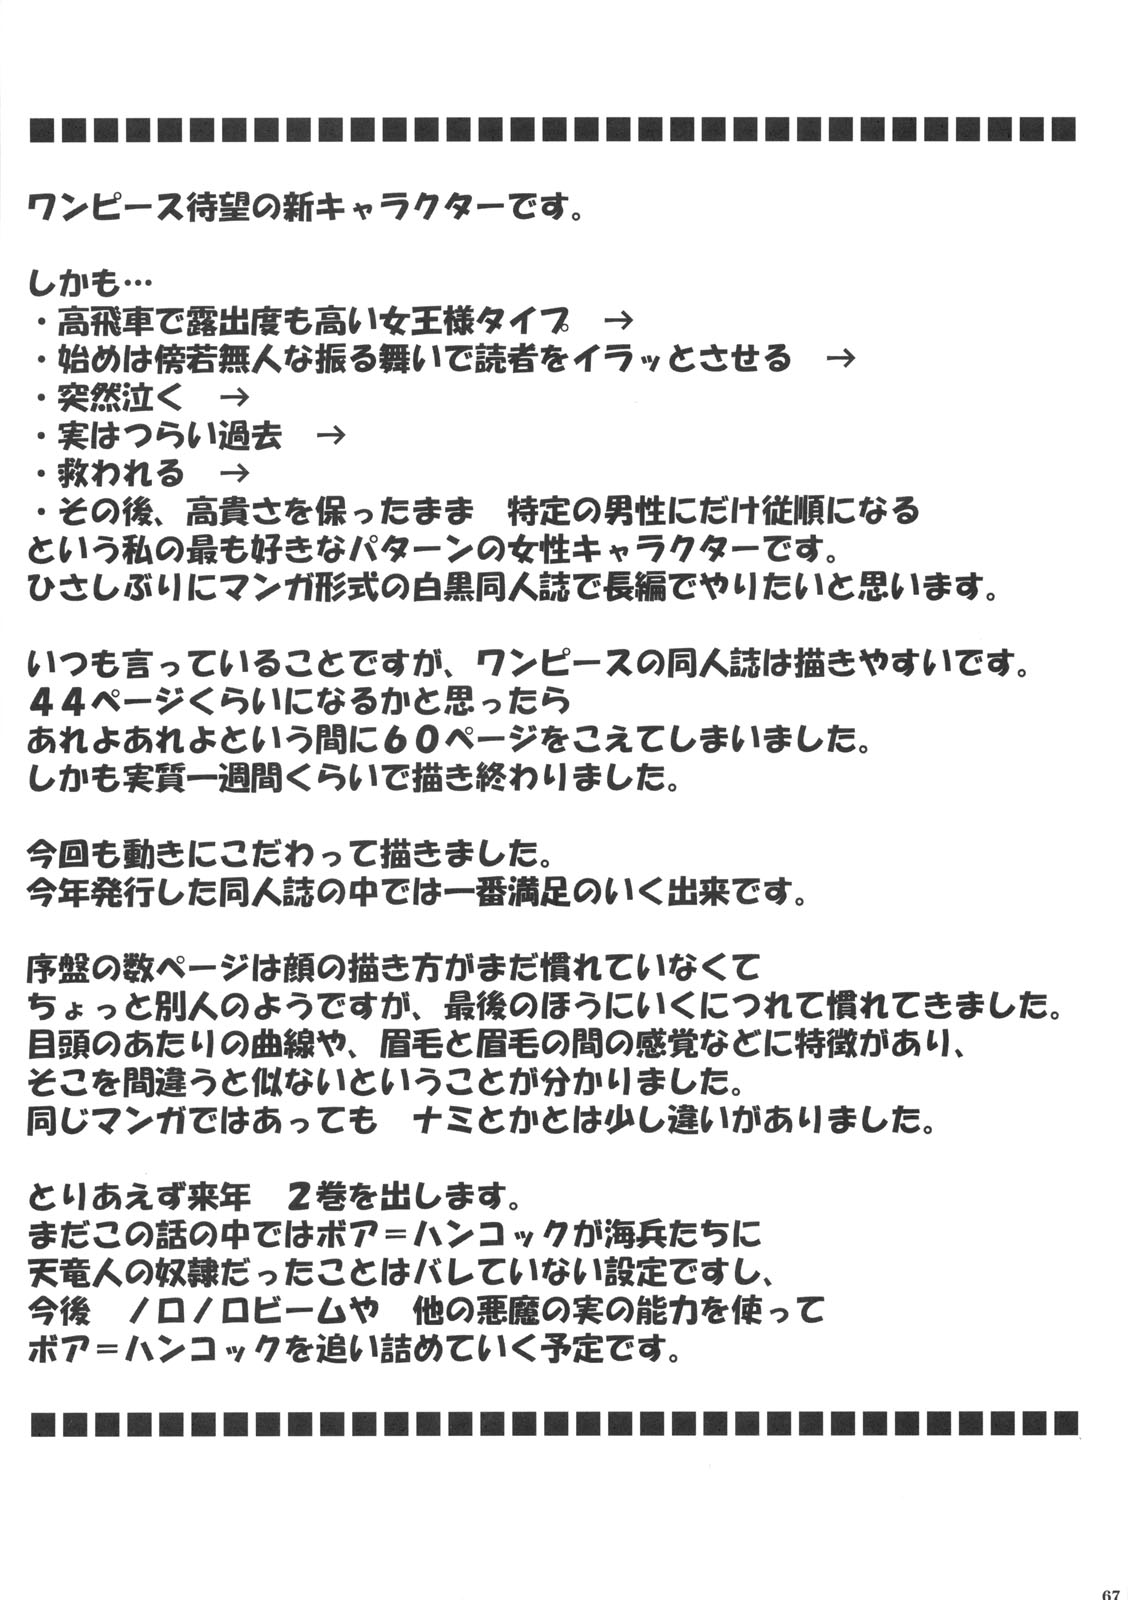 ワンピース待望の新キャラクターです。
しかも…
・高飛車で露出度も高い女王様タイプ　→
・始めは傍若無人な振る舞いで読者をイラッとさせる　→
・突然泣く　→
・実はつらい過去　→
・救われる　→
・その後、高貴さを保ったまま　特定の男性にだけ従順になる
という私の最も好きなパターンの女性キャラクターです。
ひさしぶりにマンガ形式の白黒同人誌で長編でやりたいと思います。
いつも言っていることですが、ワンピースの同人誌は描きやすいです。
４４ページくらいになるかと思ったら
あれよあれよという間に６０ページをこえてしまいました。
しかも実質一週間くらいで描き終わりました。
今回も動きにこだわって描きました。
今年発行した同人誌の中では一番満足のいく出来です。
序盤の数ページは顔の描き方がまだ慣れていなくて
ちょっと別人のようですが、最後のほうにいくにつれて慣れてきました。
目頭のあたりの曲線や、眉毛と眉毛の間の感覚などに特徴があり、
そこを間違うと似ないということが分かりました。
同じマンガではあっても　ナミとかとは少し違いがありました。
とりあえず来年　２巻を出します。
まだこの話の中ではボア＝ハンコックが海兵たちに
天竜人の奴隷だったことはバレていない設定ですし、
今後　ノロノロビームや　他の悪魔の実の能力を使って
ボア＝ハンコックを追い詰めていく予定です。
67